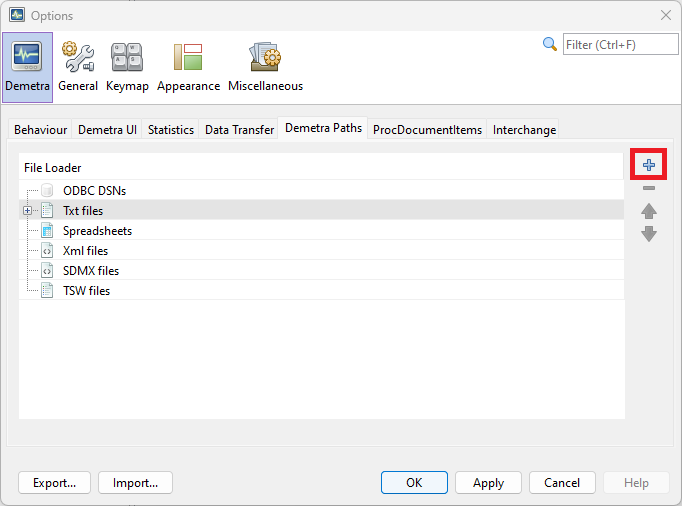 Options
Filter (Ctrl+F)
Demetra General Keymap Appearance Miscellaneous
Behaviour Demetra UI Statistics Data Transfer Demetra Paths ProcDocumentItems Interchange
File Loader
ODBC DSNs
Txt files
Spreadsheets
Xml files
SDMX files
TSW files
Export... Import... OK Apply Cancel Help